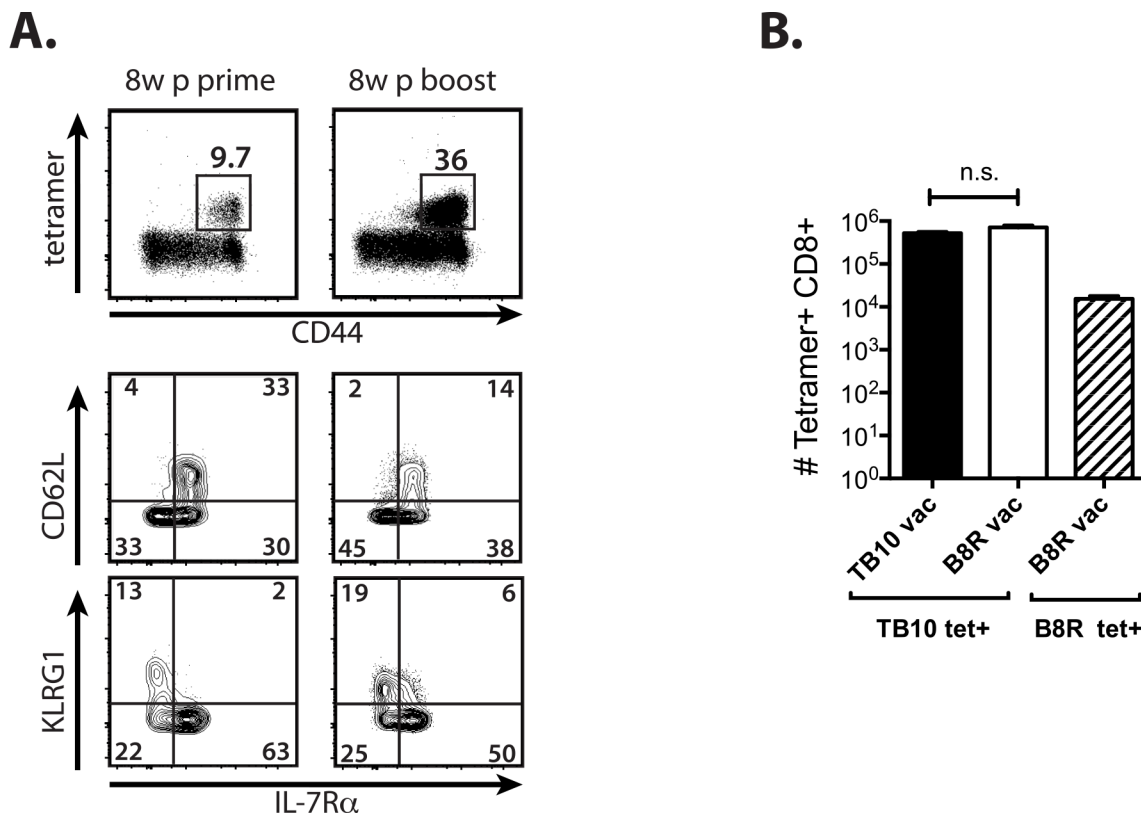 A.
8w p prime
8w p boost
tetramer
9.7
36
CD44
CD62L
4
33
33
30
2
14
45
38
KLRG1
13
2
22
63
19
6
25
50
IL-7Rα
B.
n.s.
# Tetramer+ CD8+
10⁶
10⁵
10⁴
10³
10²
10¹
10⁰
TB10 vac
B8R vac
B8R vac
TB10 tet+
B8R tet+